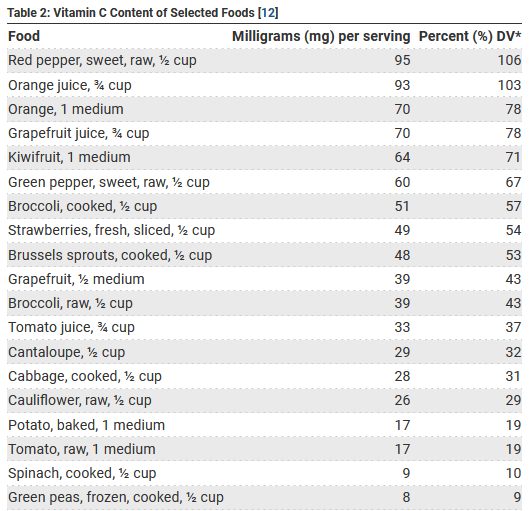 Table 2: Vitamin C Content of Selected Foods [12]
Food Milligrams (mg) per serving Percent (%) DV*
Red pepper, sweet, raw, ½ cup 95 106
Orange juice, ¾ cup 93 103
Orange, 1 medium 70 78
Grapefruit juice, ¾ cup 70 78
Kiwifruit, 1 medium 64 71
Green pepper, sweet, raw, ½ cup 60 67
Broccoli, cooked, ½ cup 51 57
Strawberries, fresh, sliced, ½ cup 49 54
Brussels sprouts, cooked, ½ cup 48 53
Grapefruit, ½ medium 39 43
Broccoli, raw, ½ cup 39 43
Tomato juice, ¾ cup 33 37
Cantaloupe, ½ cup 29 32
Cabbage, cooked, ½ cup 28 31
Cauliflower, raw, ½ cup 26 29
Potato, baked, 1 medium 17 19
Tomato, raw, 1 medium 17 19
Spinach, cooked, ½ cup 9 10
Green peas, frozen, cooked, ½ cup 8 9